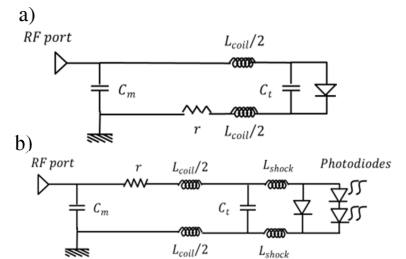 a)
RF port
L_coil/2
C_m
C_t
r
L_coil/2
b)
RF port
r
L_coil/2
L_shock
Photodiodes
C_m
C_t
L_coil/2
L_shock